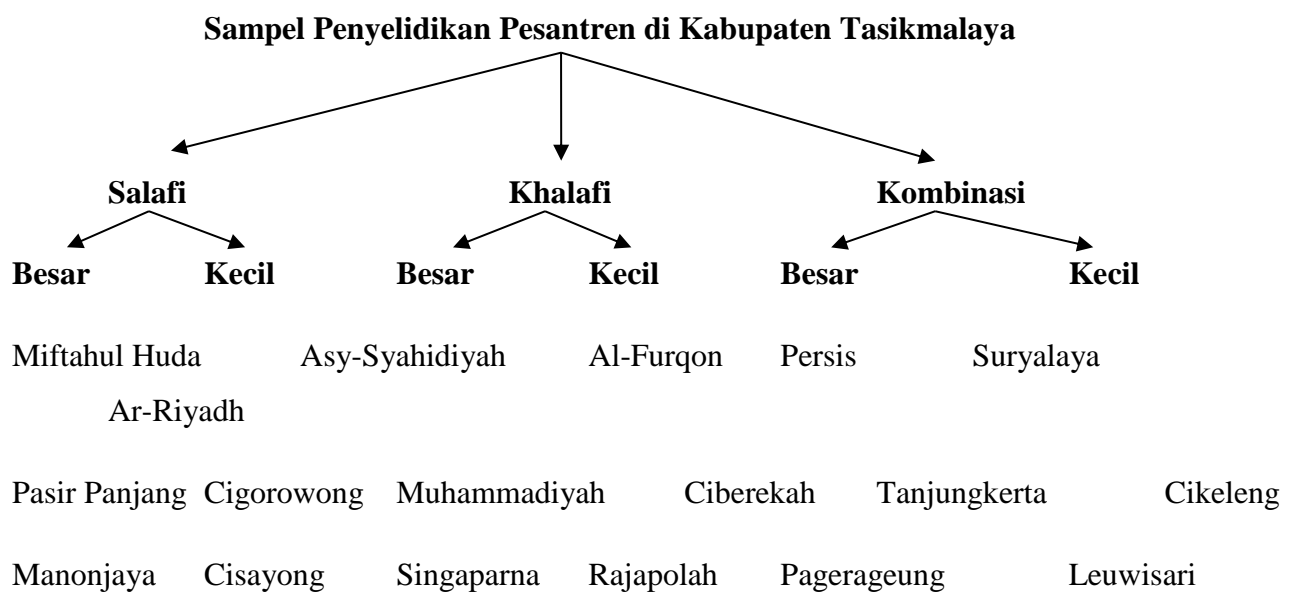 Sampel Penyelidikan Pesantren di Kabupaten Tasikmalaya
Salafi Khalafi Kombinasi
Besar Kecil Besar Kecil Besar Kecil
Miftahul Huda Asy-Syahidiyah Al-Furqon Persis Suryalaya
Ar-Riyadh
Pasir Panjang Cigorowong Muhammadiyah Ciberekah Tanjungkerta Cikeleng
Manonjaya Cisayong Singaparna Rajapolah Pagerageung Leuwisari